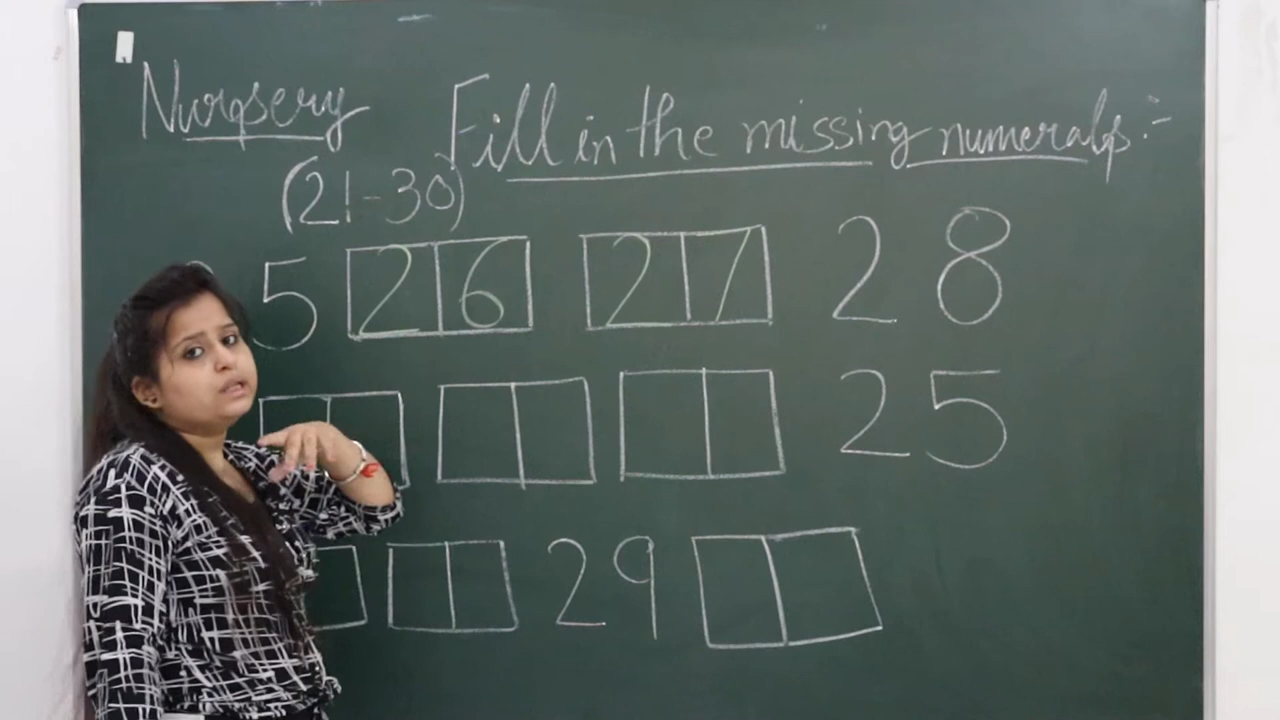 Nursery
Fill in the missing numerals:-
(21-30)
5 26 27 28
25
29